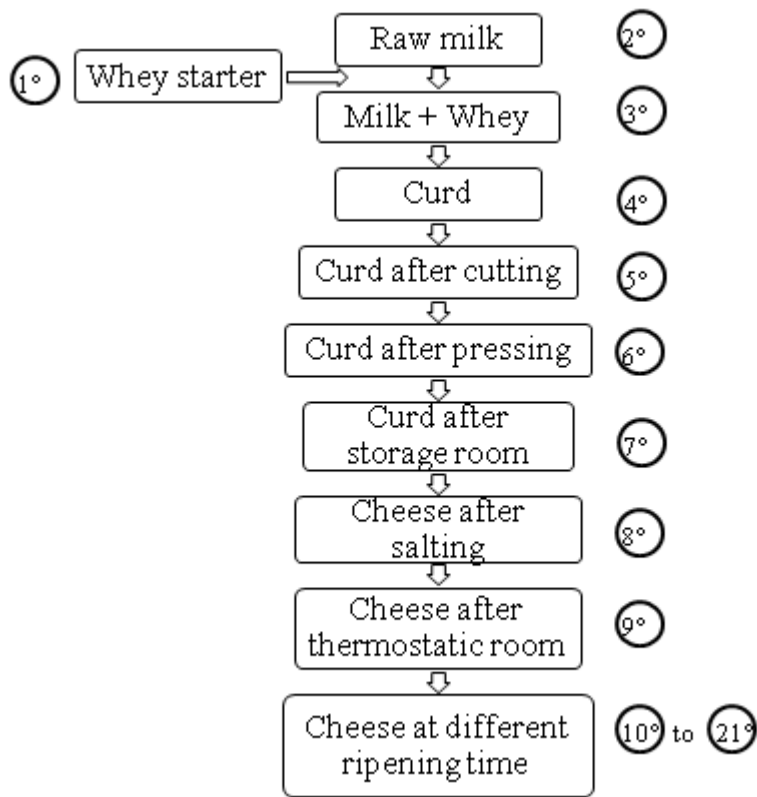 Raw milk
2°
1°
Whey starter
Milk + Whey
3°
Curd
4°
Curd after cutting
5°
Curd after pressing
6°
Curd after
storage room
7°
Cheese after
salting
8°
Cheese after
thermostatic room
9°
Cheese at different
ripening time
10° to 21°